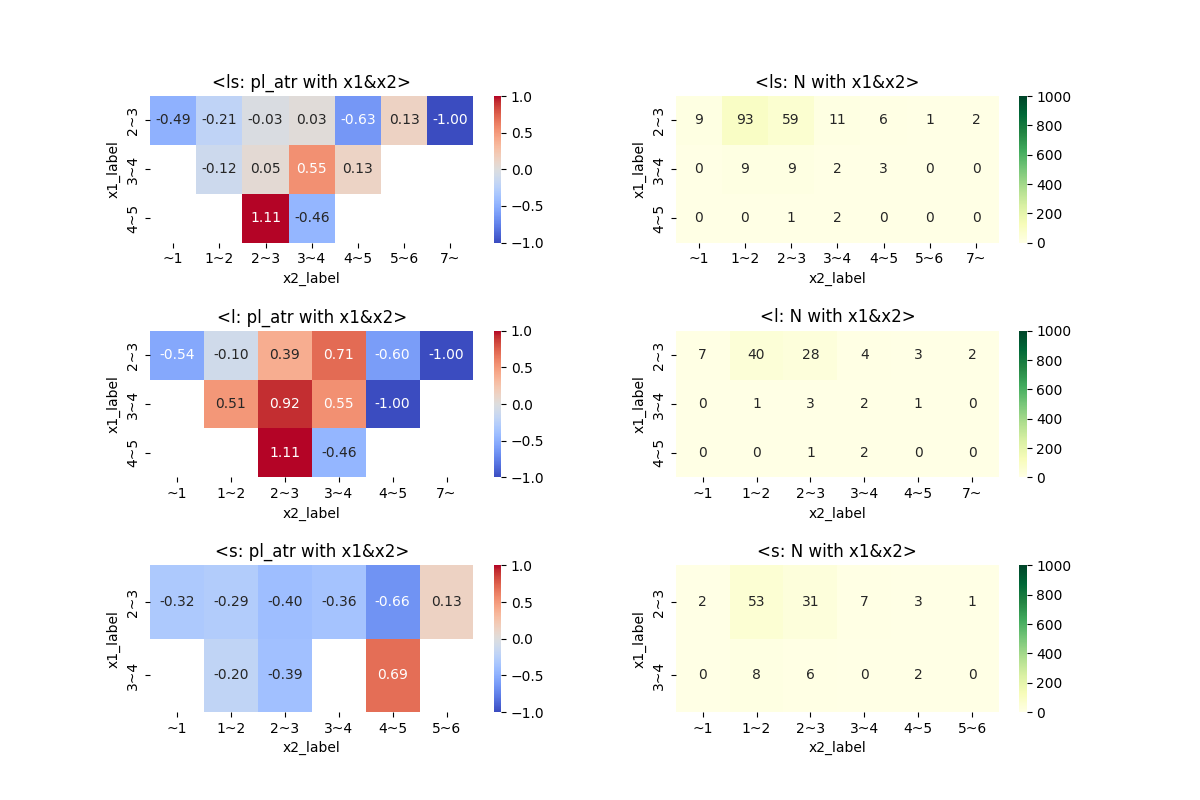 <ls: pl_atr with x1&x2>
x1_label
2~3 -0.49 -0.21 -0.03 0.03 -0.63 0.13 -1.00
3~4 -0.12 0.05 0.55 0.13
4~5 1.11 -0.46
~1 1~2 2~3 3~4 4~5 5~6 7~
x2_label
1.0
0.5
0.0
−0.5
−1.0
<ls: N with x1&x2>
x1_label
2~3 9 93 59 11 6 1 2
3~4 0 9 9 2 3 0 0
4~5 0 0 1 2 0 0 0
~1 1~2 2~3 3~4 4~5 5~6 7~
x2_label
1000
800
600
400
200
0
<l: pl_atr with x1&x2>
x1_label
2~3 -0.54 -0.10 0.39 0.71 -0.60 -1.00
3~4 0.51 0.92 0.55 -1.00
4~5 1.11 -0.46
~1 1~2 2~3 3~4 4~5 7~
x2_label
1.0
0.5
0.0
−0.5
−1.0
<l: N with x1&x2>
x1_label
2~3 7 40 28 4 3 2
3~4 0 1 3 2 1 0
4~5 0 0 1 2 0 0
~1 1~2 2~3 3~4 4~5 7~
x2_label
1000
800
600
400
200
0
<s: pl_atr with x1&x2>
x1_label
2~3 -0.32 -0.29 -0.40 -0.36 -0.66 0.13
3~4 -0.20 -0.39 0.69
~1 1~2 2~3 3~4 4~5 5~6
x2_label
1.0
0.5
0.0
−0.5
−1.0
<s: N with x1&x2>
x1_label
2~3 2 53 31 7 3 1
3~4 0 8 6 0 2 0
~1 1~2 2~3 3~4 4~5 5~6
x2_label
1000
800
600
400
200
0